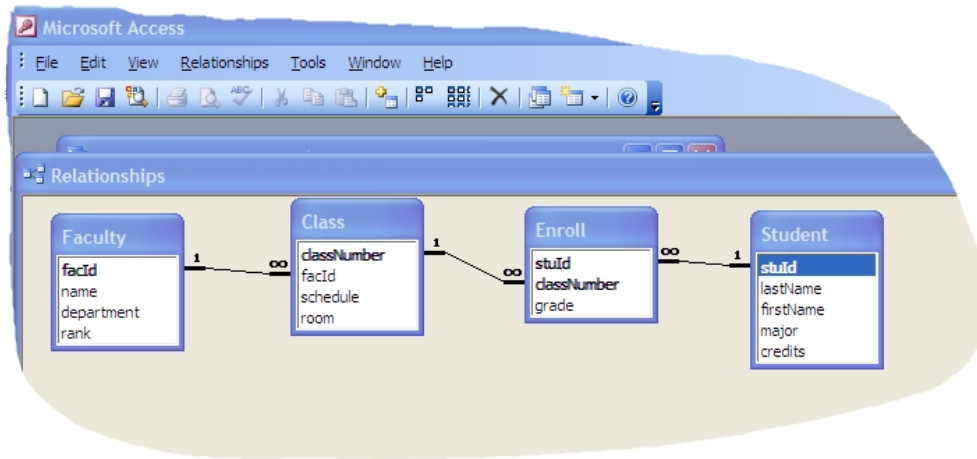 Microsoft Access
File Edit View Relationships Tools Window Help
ABC
Relationships
Faculty
facId
name
department
rank
1
∞
Class
classNumber
facId
schedule
room
1
∞
Enroll
stuId
classNumber
grade
∞
1
Student
stuId
lastName
firstName
major
credits